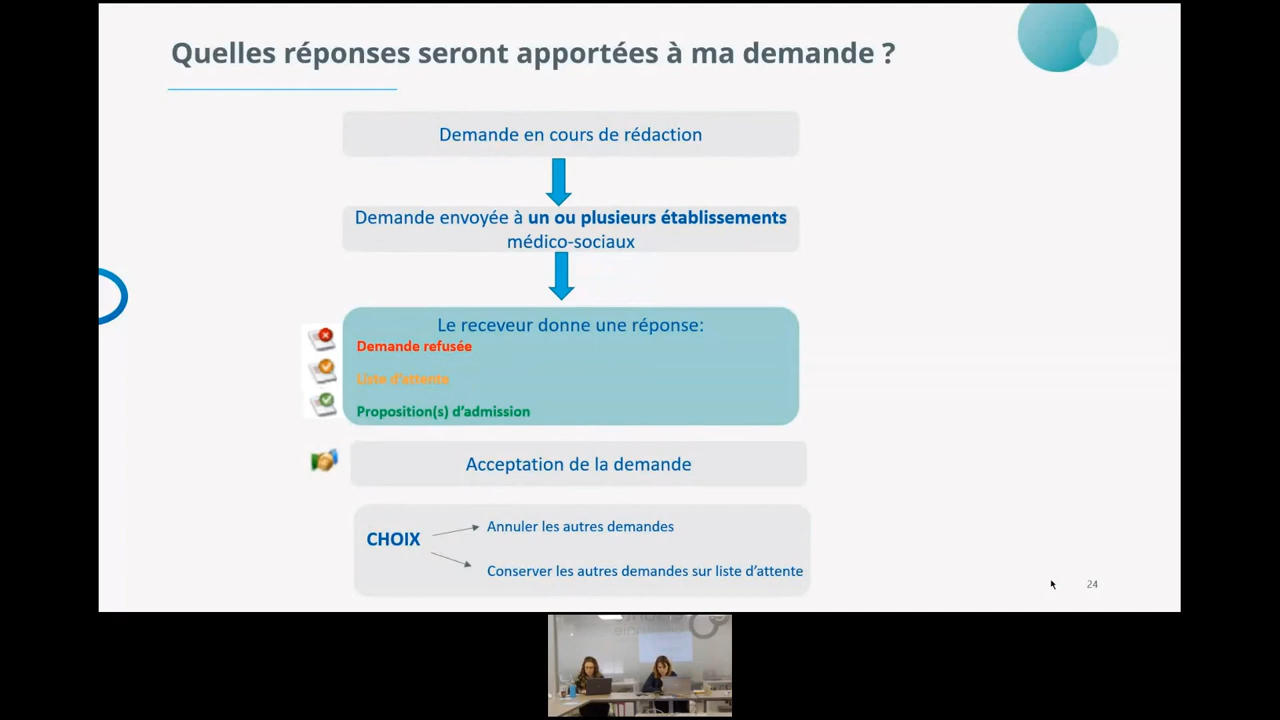 Quelles réponses seront apportées à ma demande ?
Demande en cours de rédaction
Demande envoyée à un ou plusieurs établissements
médico-sociaux
Le receveur donne une réponse:
Demande refusée
Liste d'attente
Proposition(s) d'admission
Acceptation de la demande
CHOIX
Annuler les autres demandes
Conserver les autres demandes sur liste d'attente
24